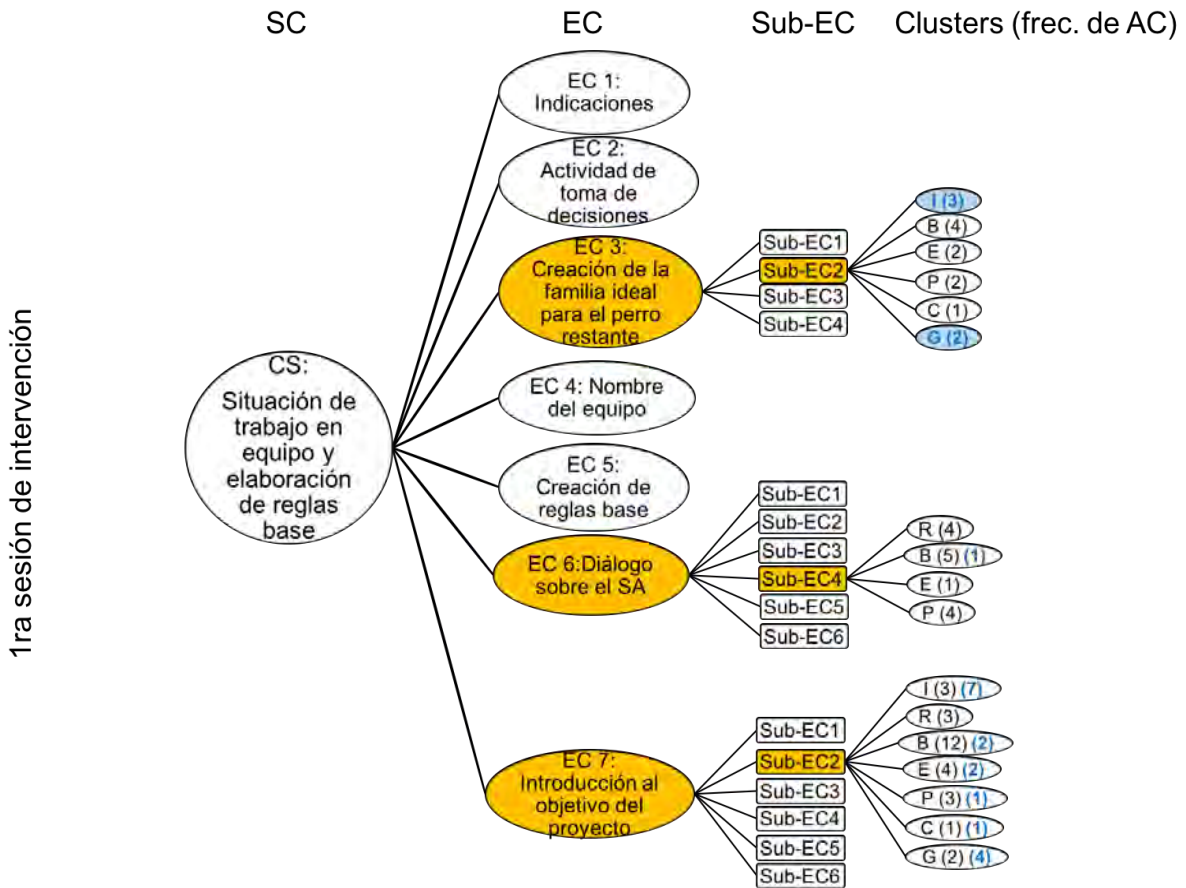 SC
EC
Sub-EC
Clusters (frec. de AC)
1ra sesión de intervención
CS:
Situación de
trabajo en
equipo y
elaboración
de reglas
base
EC 1:
Indicaciones
EC 2:
Actividad de
toma de
decisiones
EC 3:
Creación de la
familia ideal
para el perro
restante
Sub-EC1
Sub-EC2
Sub-EC3
Sub-EC4
I (3)
B (4)
E (2)
P (2)
C (1)
G (2)
EC 4: Nombre
del equipo
EC 5:
Creación de
reglas base
EC 6:Diálogo
sobre el SA
Sub-EC1
Sub-EC2
Sub-EC3
Sub-EC4
Sub-EC5
Sub-EC6
R (4)
B (5) (1)
E (1)
P (4)
EC 7:
Introducción al
objetivo del
proyecto
Sub-EC1
Sub-EC2
Sub-EC3
Sub-EC4
Sub-EC5
Sub-EC6
I (3) (7)
R (3)
B (12) (2)
E (4) (2)
P (3) (1)
C (1) (1)
G (2) (4)